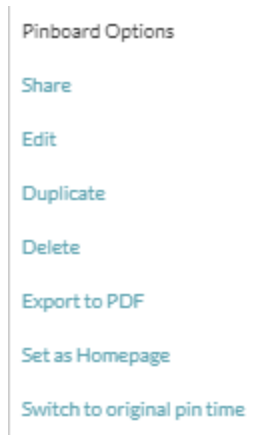 Pinboard Options
Share
Edit
Duplicate
Delete
Export to PDF
Set as Homepage
Switch to original pin time